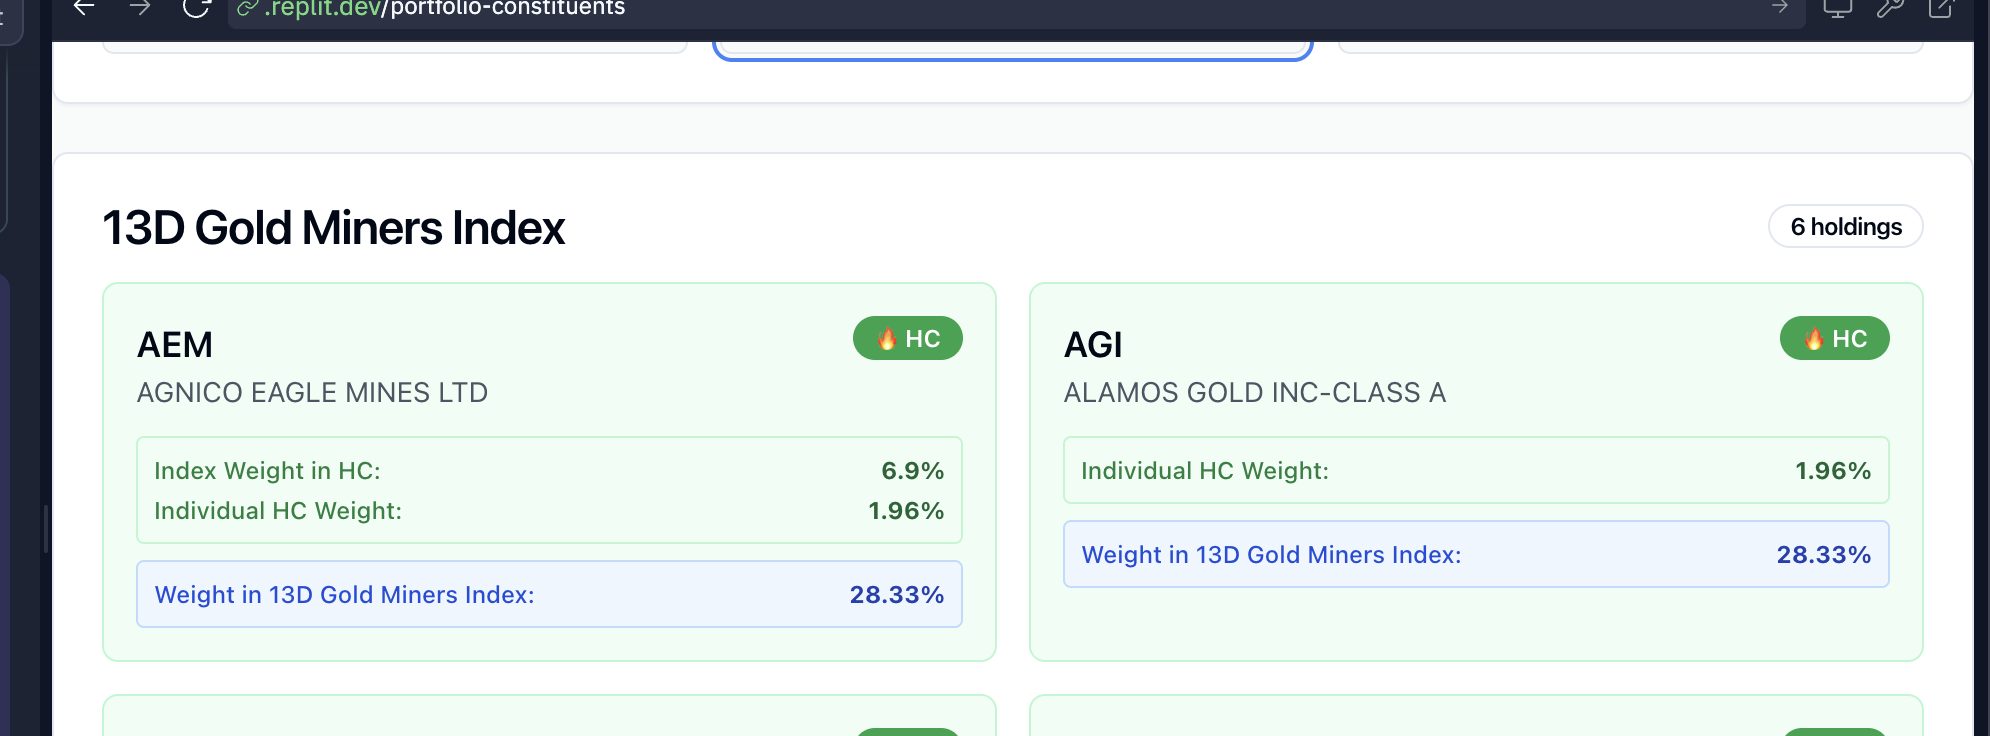 .replit.dev/portfolio-constituents
13D Gold Miners Index
6 holdings
AEM
HC
AGNICO EAGLE MINES LTD
Index Weight in HC:
6.9%
Individual HC Weight:
1.96%
Weight in 13D Gold Miners Index:
28.33%
AGI
HC
ALAMOS GOLD INC-CLASS A
Individual HC Weight:
1.96%
Weight in 13D Gold Miners Index:
28.33%